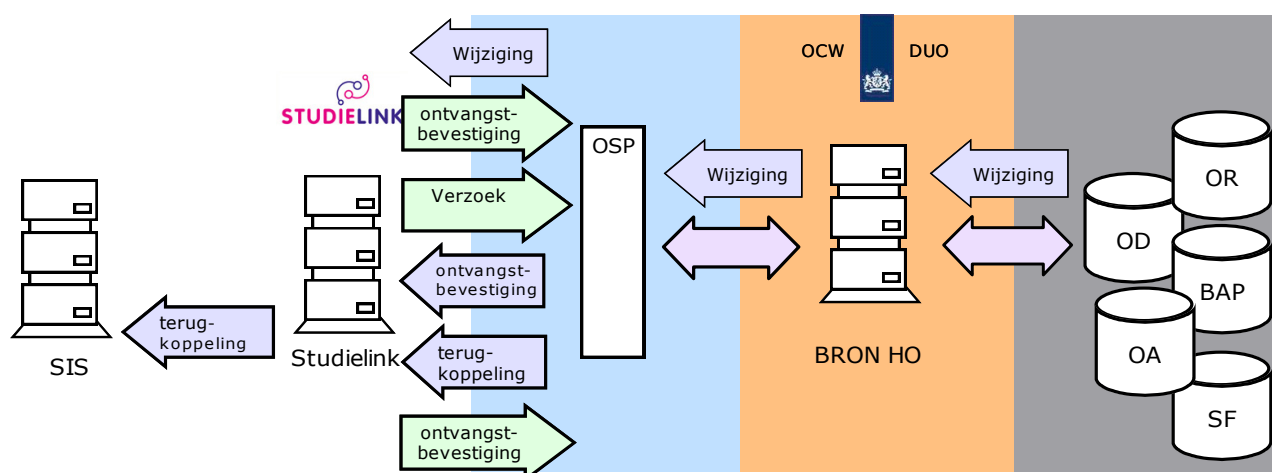 Wijziging
OCW
DUO
STUDIELINK
ontvangst-
bevestiging
OSP
Wijziging
Wijziging
OR
Verzoek
OD
ontvangst-
bevestiging
BAP
terug-
koppeling
SIS
Studielink
terug-
koppeling
BRON HO
OA
SF
ontvangst-
bevestiging